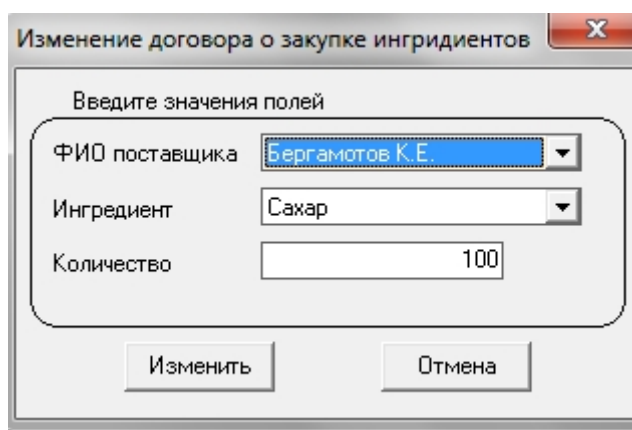 Изменение договора о закупке ингридиентов
Введите значения полей
ФИО поставщика Бергамотов К.Е.
Ингредиент Сахар
Количество 100
Изменить Отмена